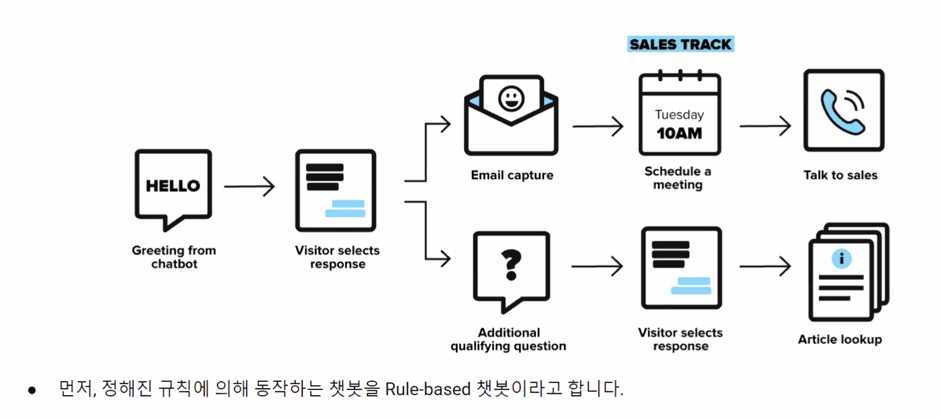 SALES TRACK
HELLO
Greeting from
chatbot
Visitor selects
response
Email capture
Tuesday
10AM
Schedule a
meeting
Talk to sales
?
Additional
qualifying question
Visitor selects
response
i
Article lookup
● 먼저, 정해진 규칙에 의해 동작하는 챗봇을 Rule-based 챗봇이라고 합니다.